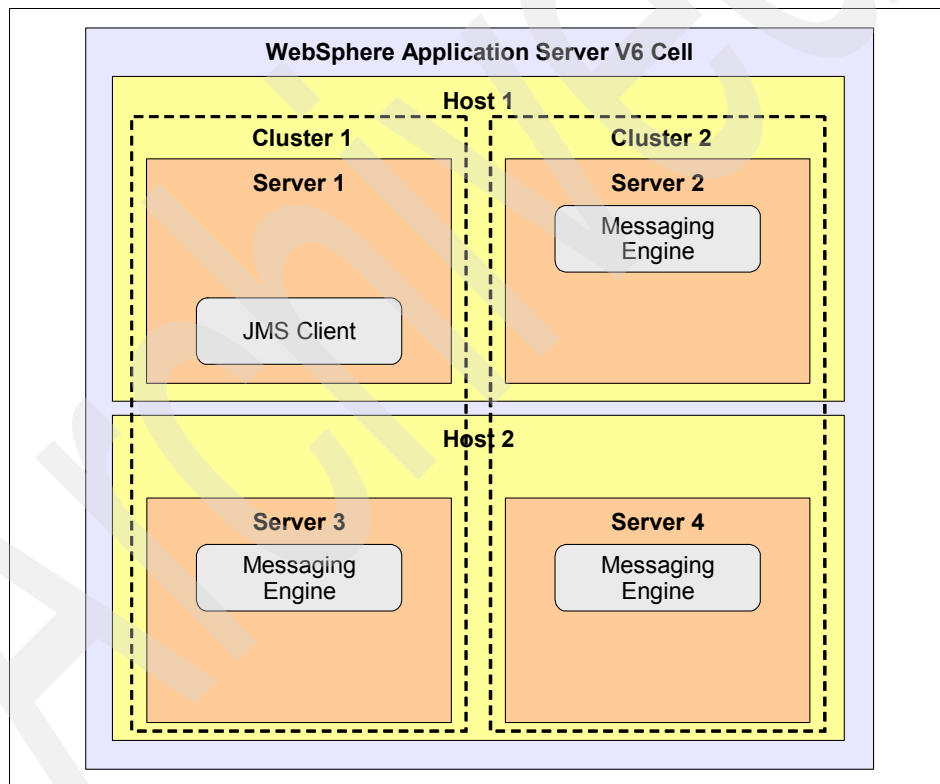 WebSphere Application Server V6 Cell
Host 1
Cluster 1
Cluster 2
Server 1
Server 2
Messaging
Engine
JMS Client
Host 2
Server 3
Server 4
Messaging
Engine
Messaging
Engine